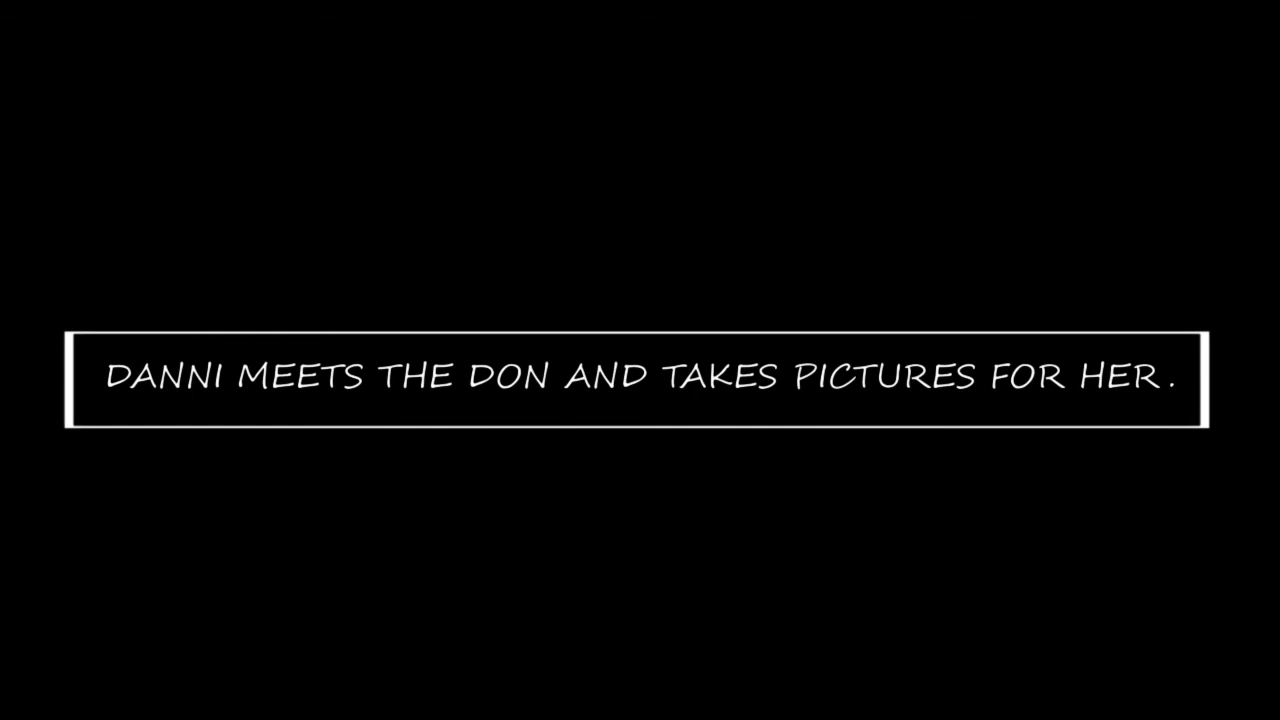 DANNI MEETS THE DON AND TAKES PICTURES FOR HER.